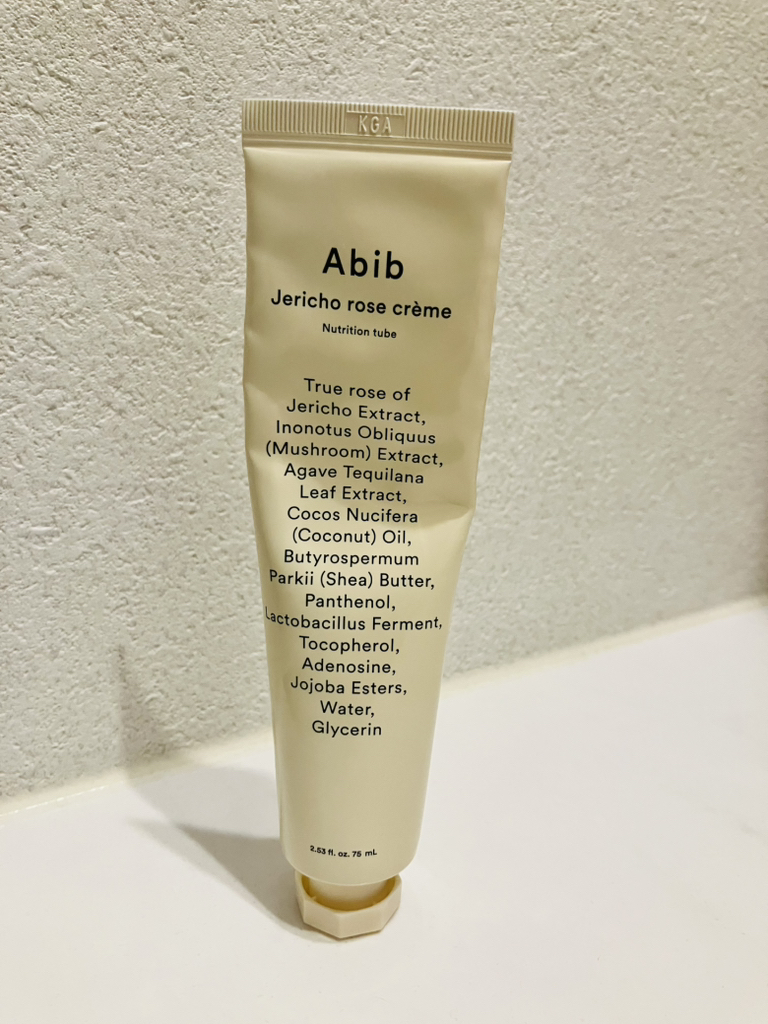 KGA
Abib
Jericho rose crème
Nutrition tube
True rose of
Jericho Extract,
Inonotus Obliquus
(Mushroom) Extract,
Agave Tequilana
Leaf Extract,
Cocos Nucifera
(Coconut) Oil,
Butyrospermum
Parkii (Shea) Butter,
Panthenol,
Lactobacillus Ferment,
Tocopherol,
Adenosine,
Jojoba Esters,
Water,
Glycerin
2.53 fl. oz. 75 mL